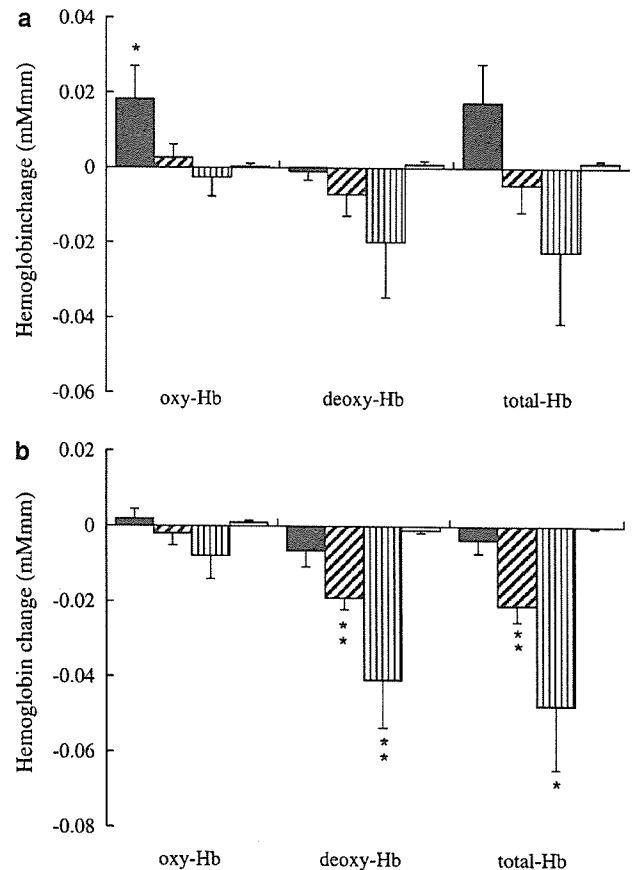 a
Hemoglobinchange (mMmm)
0.04
0.02
0
-0.02
-0.04
-0.06
*
oxy-Hb deoxy-Hb total-Hb
b
Hemoglobin change (mMmm)
0.02
0
-0.02
-0.04
-0.06
-0.08
* * * *
* *
*
oxy-Hb deoxy-Hb total-Hb